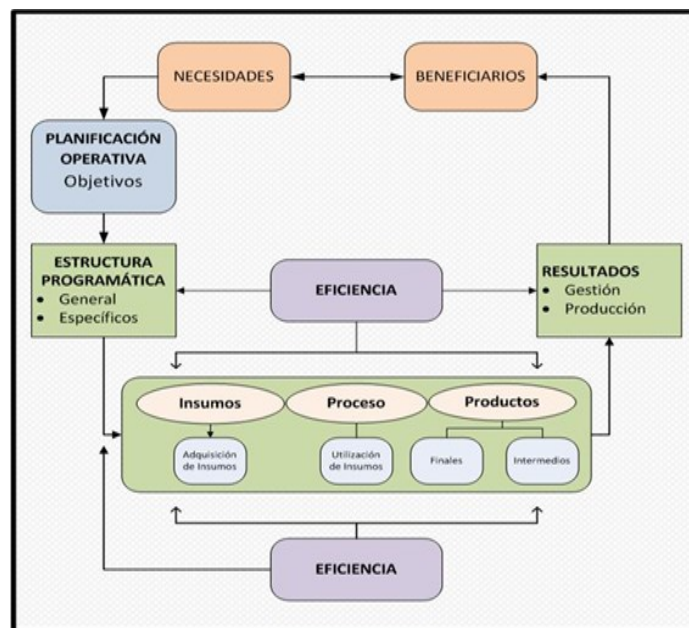 NECESIDADES
BENEFICIARIOS
PLANIFICACIÓN
OPERATIVA
Objetivos
ESTRUCTURA
PROGRAMÁTICA
• General
• Específicos
EFICIENCIA
RESULTADOS
• Gestión
• Producción
Insumos
Proceso
Productos
Adquisición
de Insumos
Utilización
de Insumos
Finales
Intermedios
EFICIENCIA